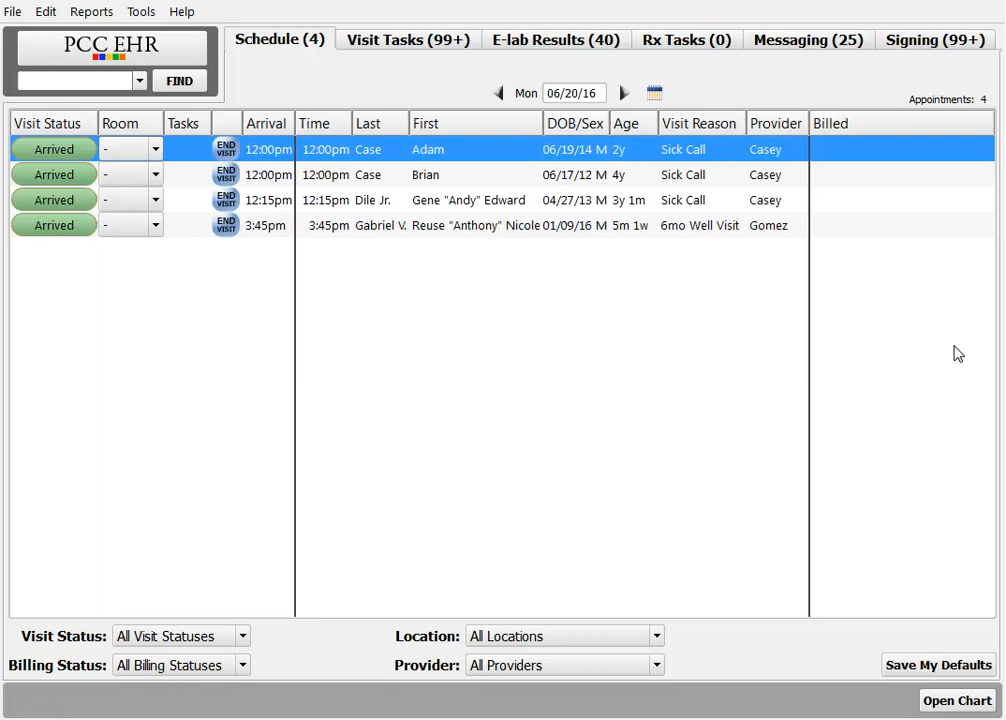 File Edit Reports Tools Help
PCC EHR
FIND
Schedule (4) Visit Tasks (99+) E-lab Results (40) Rx Tasks (0) Messaging (25) Signing (99+)
Mon 06/20/16
Appointments: 4
Visit Status Room Tasks Arrival Time Last First DOB/Sex Age Visit Reason Provider Billed
Arrived - END VISIT 12:00pm 12:00pm Case Adam 06/19/14 M 2y Sick Call Casey
Arrived - END VISIT 12:00pm 12:00pm Case Brian 06/17/12 M 4y Sick Call Casey
Arrived - END VISIT 12:15pm 12:15pm Dile Jr. Gene "Andy" Edward 04/27/13 M 3y 1m Sick Call Casey
Arrived - END VISIT 3:45pm 3:45pm Gabriel V. Reuse "Anthony" Nicole 01/09/16 M 5m 1w 6mo Well Visit Gomez
Visit Status: All Visit Statuses Location: All Locations
Billing Status: All Billing Statuses Provider: All Providers Save My Defaults
Open Chart